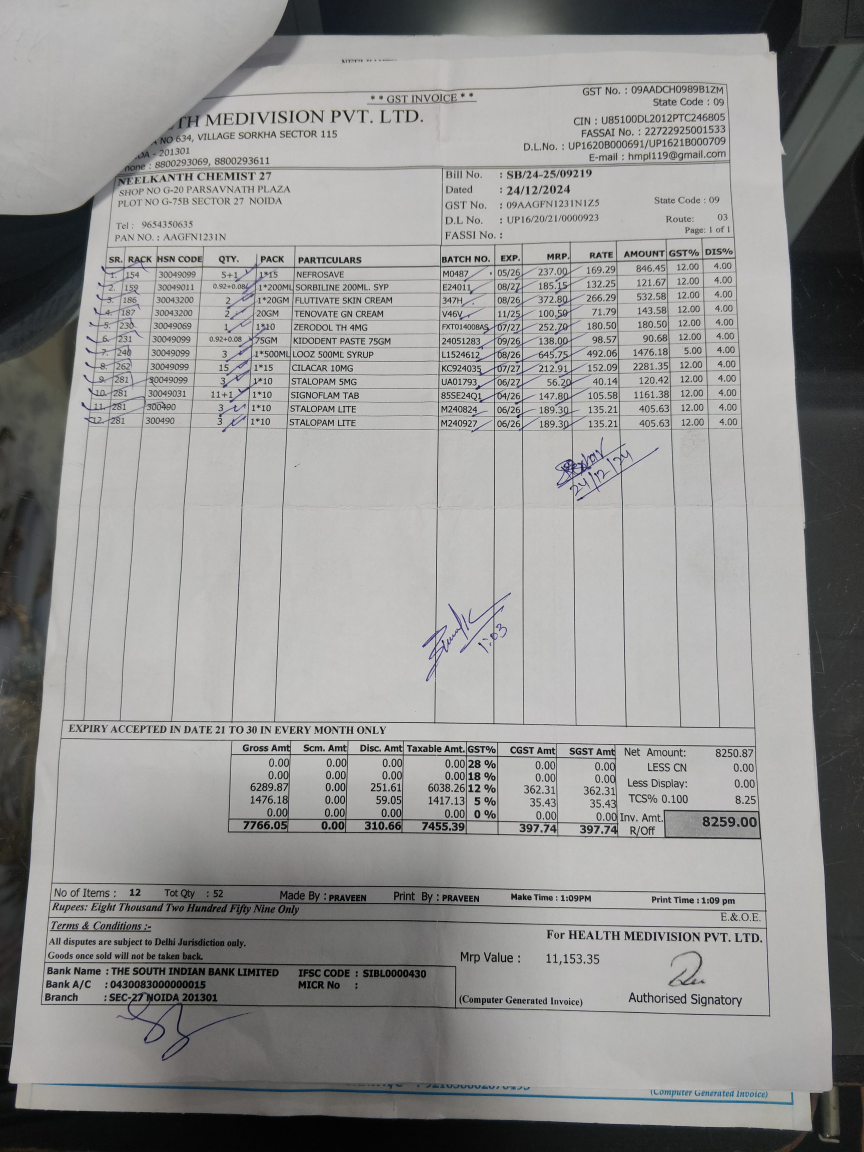 * * GST INVOICE * *
GST No. : 09AADCH0989B1ZM
State Code : 09
TH MEDIVISION PVT. LTD.
CIN : U85100DL2012PTC246805
NO 634, VILLAGE SORKHA SECTOR 115
FASSAI No. : 22722925001533
- 201301
D.L.No. : UP1620B000691/UP1621B000709
: 8800293069, 8800293611
E-mail : hmpl119@gmail.com
NEELKANTH CHEMIST 27
SHOP NO G-20 PARSAVNATH PLAZA
PLOT NO G-75B SECTOR 27 NOIDA
Tel : 9654350635
PAN NO. : AAGFN1231N
Bill No. : SB/24-25/09219
Dated : 24/12/2024
GST No. : 09AAGFN1231N1Z5 State Code : 09
D.L No. : UP16/20/21/0000923 Route: 03
FASSI No. : Page: 1 of 1
SR. RACK HSN CODE QTY. PACK PARTICULARS BATCH NO. EXP. MRP. RATE AMOUNT GST% DIS%
1. 154 30049099 5+1 1*15 NEFROSAVE M0487 05/26 237.00 169.29 846.45 12.00 4.00
2. 159 30049011 0.92+0.08 1*200ML SORBILINE 200ML. SYP E24011 08/27 185.15 132.25 121.67 12.00 4.00
3. 186 30043200 2 1*20GM FLUTIVATE SKIN CREAM 347H 08/26 372.80 266.29 532.58 12.00 4.00
4. 187 30043200 2 20GM TENOVATE GN CREAM V46V 11/25 100.50 71.79 143.58 12.00 4.00
5. 230 30049069 1 1*10 ZERODOL TH 4MG FXT014008AS 07/27 252.70 180.50 180.50 12.00 4.00
6. 231 30049099 0.92+0.08 75GM KIDODENT PASTE 75GM 24051283 09/26 138.00 98.57 90.68 12.00 4.00
7. 240 30049099 3 1*500ML LOOZ 500ML SYRUP L1524612 08/26 645.75 492.06 1476.18 5.00 4.00
8. 262 30049099 15 1*15 CILACAR 10MG KC924035 07/27 212.91 152.09 2281.35 12.00 4.00
9. 281 30049099 3 1*10 STALOPAM 5MG UA01793 06/27 56.20 40.14 120.42 12.00 4.00
10. 281 30049031 11+1 1*10 SIGNOFLAM TAB 85SE24Q1 04/26 147.80 105.58 1161.38 12.00 4.00
11. 281 300490 3 1*10 STALOPAM LITE M240824 06/26 189.30 135.21 405.63 12.00 4.00
12. 281 300490 3 1*10 STALOPAM LITE M240927 06/26 189.30 135.21 405.63 12.00 4.00
24/12/24
1:03
EXPIRY ACCEPTED IN DATE 21 TO 30 IN EVERY MONTH ONLY
Gross Amt Scm. Amt Disc. Amt Taxable Amt. GST% CGST Amt SGST Amt
0.00 0.00 0.00 0.00 28 % 0.00 0.00
0.00 0.00 0.00 0.00 18 % 0.00 0.00
6289.87 0.00 251.61 6038.26 12 % 362.31 362.31
1476.18 0.00 59.05 1417.13 5 % 35.43 35.43
0.00 0.00 0.00 0.00 0 % 0.00 0.00
7766.05 0.00 310.66 7455.39 397.74 397.74
Net Amount: 8250.87
LESS CN 0.00
Less Display: 0.00
TCS% 0.100 8.25
Inv. Amt. 8259.00
R/Off
No of Items : 12 Tot Qty : 52 Made By : PRAVEEN Print By : PRAVEEN Make Time : 1:09PM Print Time : 1:09 pm
Rupees: Eight Thousand Two Hundred Fifty Nine Only
E.& O.E.
Terms & Conditions :-
All disputes are subject to Delhi Jurisdiction only.
Goods once sold will not be taken back.
For HEALTH MEDIVISION PVT. LTD.
Mrp Value : 11,153.35
Bank Name : THE SOUTH INDIAN BANK LIMITED IFSC CODE : SIBL0000430
Bank A/C : 0430083000000015 MICR No :
Branch : SEC-27 NOIDA 201301
(Computer Generated Invoice) Authorised Signatory
(Computer Generated Invoice)